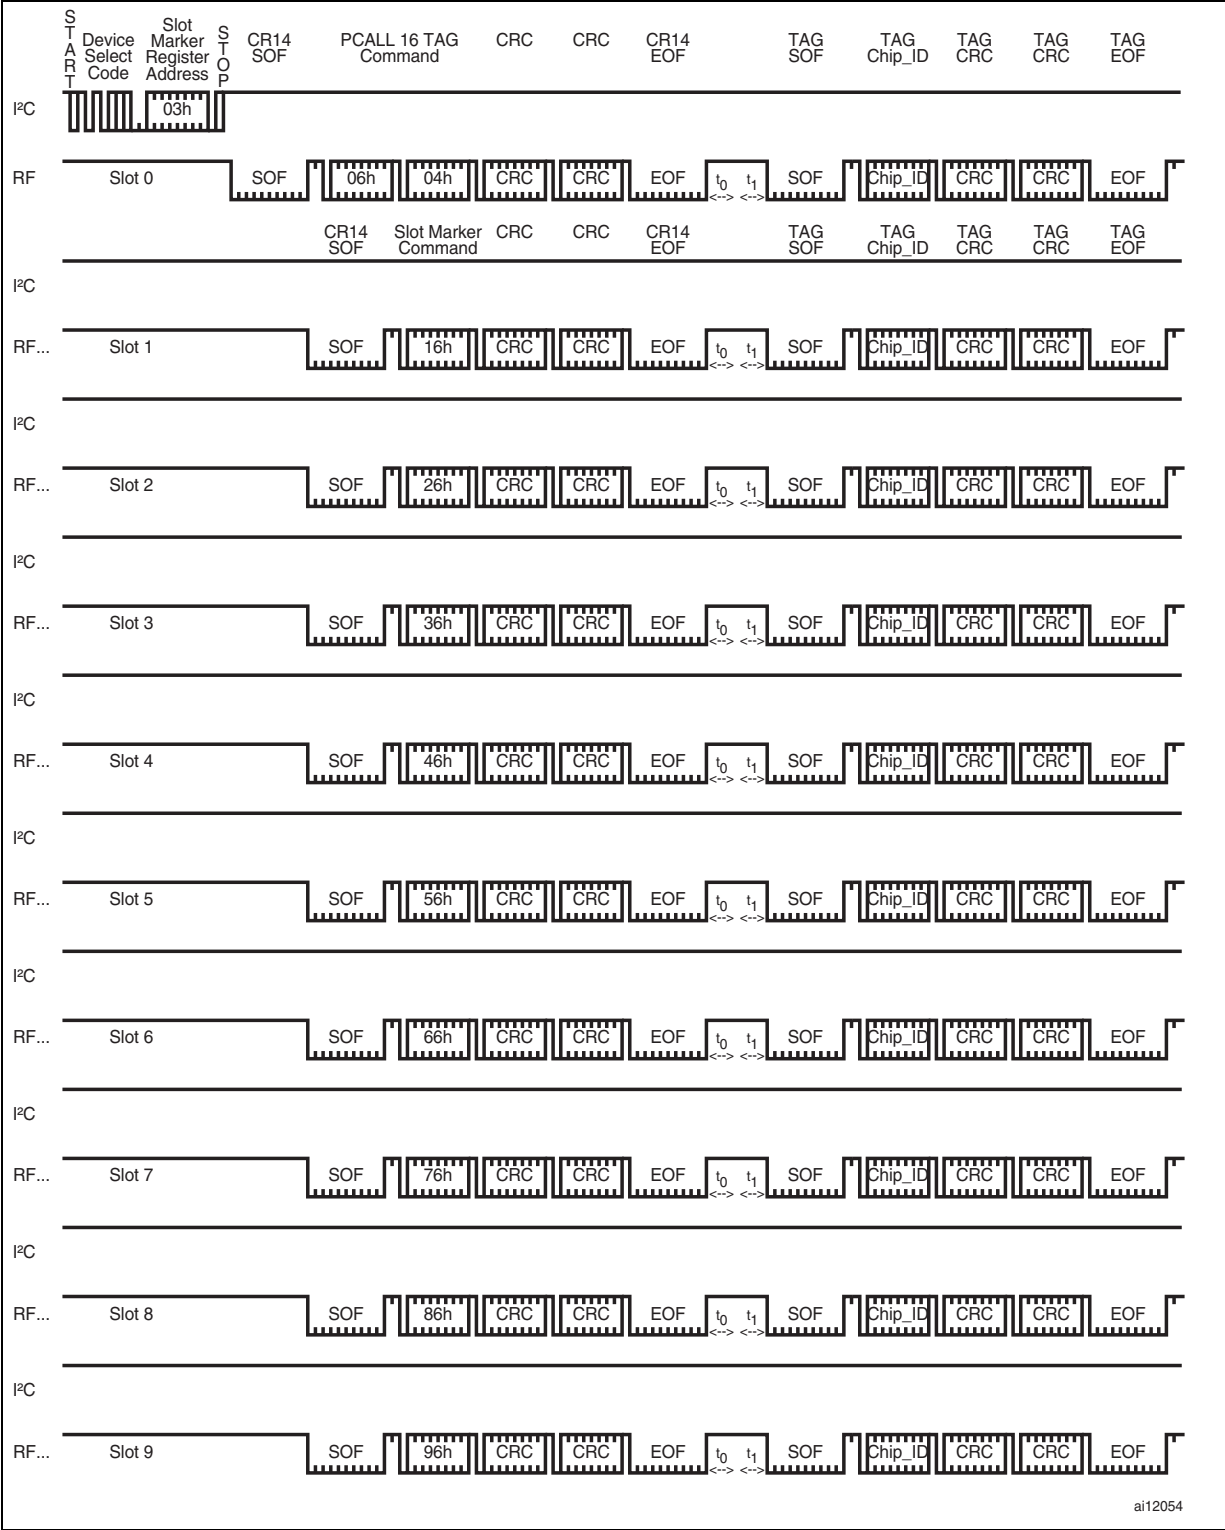 START Device Select Code Slot Marker Register Address STOP CR14 SOF PCALL 16 TAG Command CRC CRC CR14 EOF TAG SOF TAG Chip_ID TAG CRC TAG CRC TAG EOF
I²C 03h
RF Slot 0 SOF 06h 04h CRC CRC EOF t0 t1 SOF Chip_ID CRC CRC EOF
<--> <-->
CR14 SOF Slot Marker Command CRC CRC CR14 EOF TAG SOF TAG Chip_ID TAG CRC TAG CRC TAG EOF
I²C
RF... Slot 1 SOF 16h CRC CRC EOF t0 t1 SOF Chip_ID CRC CRC EOF
<--> <-->
I²C
RF... Slot 2 SOF 26h CRC CRC EOF t0 t1 SOF Chip_ID CRC CRC EOF
<--> <-->
I²C
RF... Slot 3 SOF 36h CRC CRC EOF t0 t1 SOF Chip_ID CRC CRC EOF
<--> <-->
I²C
RF... Slot 4 SOF 46h CRC CRC EOF t0 t1 SOF Chip_ID CRC CRC EOF
<--> <-->
I²C
RF... Slot 5 SOF 56h CRC CRC EOF t0 t1 SOF Chip_ID CRC CRC EOF
<--> <-->
I²C
RF... Slot 6 SOF 66h CRC CRC EOF t0 t1 SOF Chip_ID CRC CRC EOF
<--> <-->
I²C
RF... Slot 7 SOF 76h CRC CRC EOF t0 t1 SOF Chip_ID CRC CRC EOF
<--> <-->
I²C
RF... Slot 8 SOF 86h CRC CRC EOF t0 t1 SOF Chip_ID CRC CRC EOF
<--> <-->
I²C
RF... Slot 9 SOF 96h CRC CRC EOF t0 t1 SOF Chip_ID CRC CRC EOF
<--> <-->
ai12054